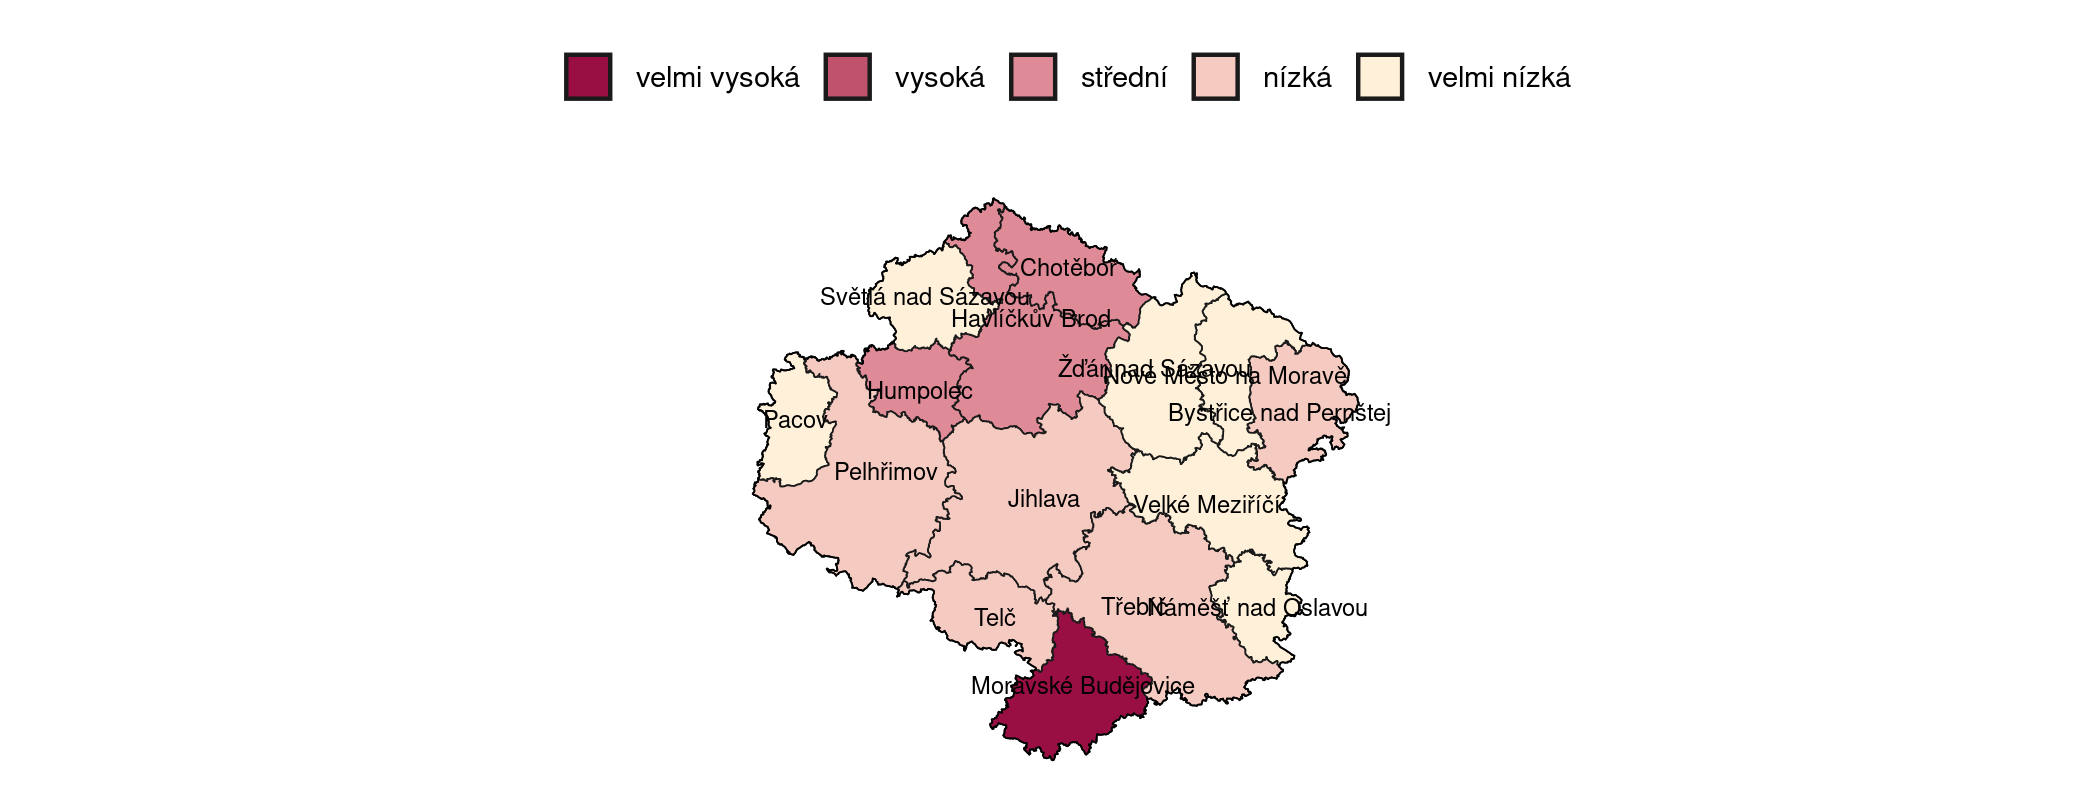 velmi vysoká vysoká střední nízká velmi nízká
Chotěboř
Světlá nad Sázavou
Havlíčkův Brod
Žďár nad Sázavou
Nové Město na Moravě
Humpolec
Bystřice nad Pernštej
Pacov
Pelhřimov
Jihlava
Velké Meziříčí
Třebíč
Náměšť nad Oslavou
Telč
Moravské Budějovice